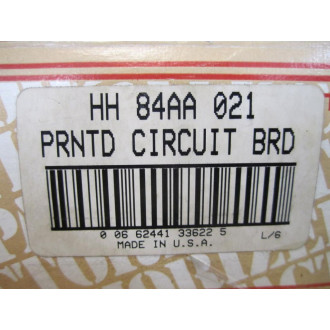 HH 84AA 021
PRNTD CIRCUIT BRD
0 06 62441 33622 5
L/6
MADE IN U.S.A.